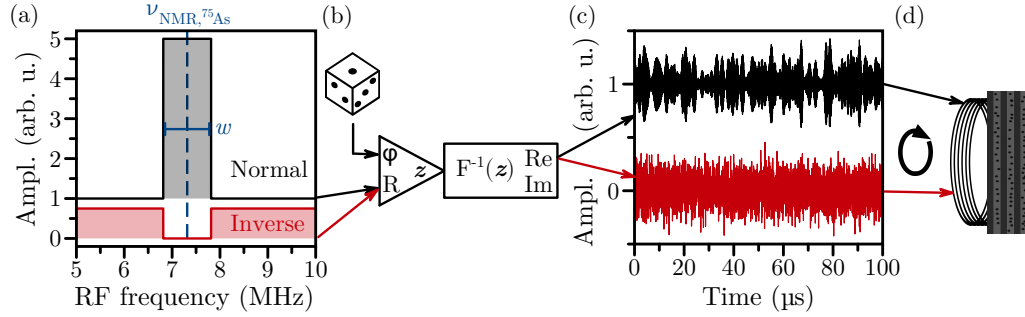 (a)
ν_NMR,⁷⁵As
(b)
(c)
(d)
Ampl. (arb. u.)
5
4
3
2
1
0
w
Normal
Inverse
5 6 7 8 9 10
RF frequency (MHz)
φ
R
z
F⁻¹(z)
Re
Im
Ampl. (arb. u.)
1
0
0 20 40 60 80 100
Time (µs)